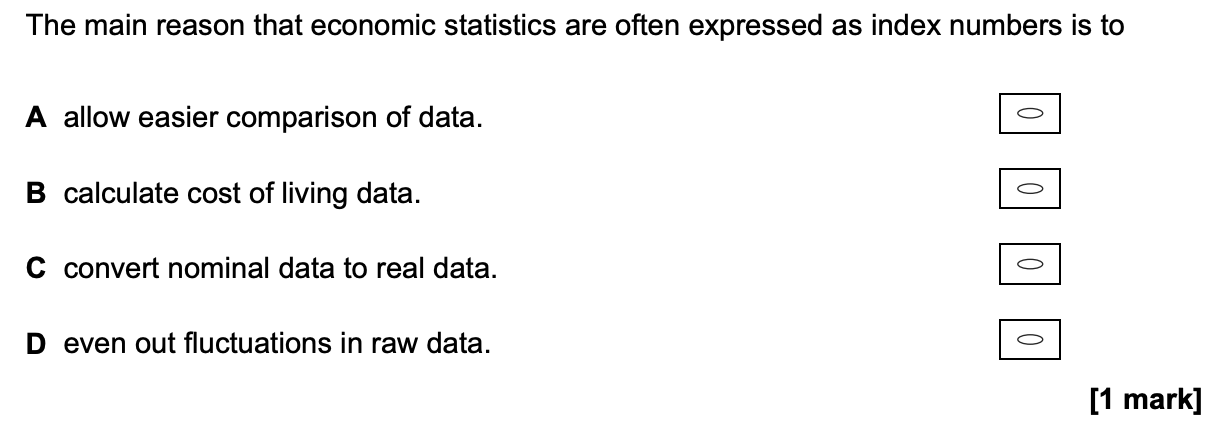 The main reason that economic statistics are often expressed as index numbers is to
A allow easier comparison of data.
B calculate cost of living data.
C convert nominal data to real data.
D even out fluctuations in raw data.
[1 mark]